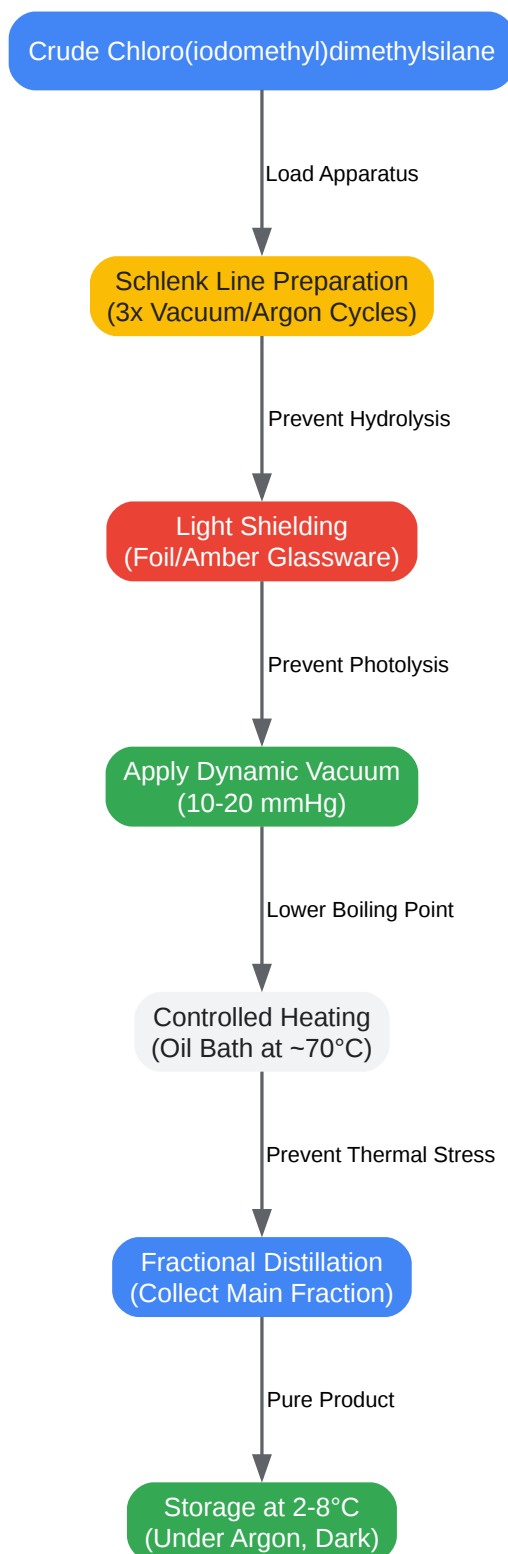 Crude Chloro(iodomethyl)dimethylsilane
Load Apparatus
Schlenk Line Preparation
(3x Vacuum/Argon Cycles)
Prevent Hydrolysis
Light Shielding
(Foil/Amber Glassware)
Prevent Photolysis
Apply Dynamic Vacuum
(10-20 mmHg)
Lower Boiling Point
Controlled Heating
(Oil Bath at ~70°C)
Prevent Thermal Stress
Fractional Distillation
(Collect Main Fraction)
Pure Product
Storage at 2-8°C
(Under Argon, Dark)